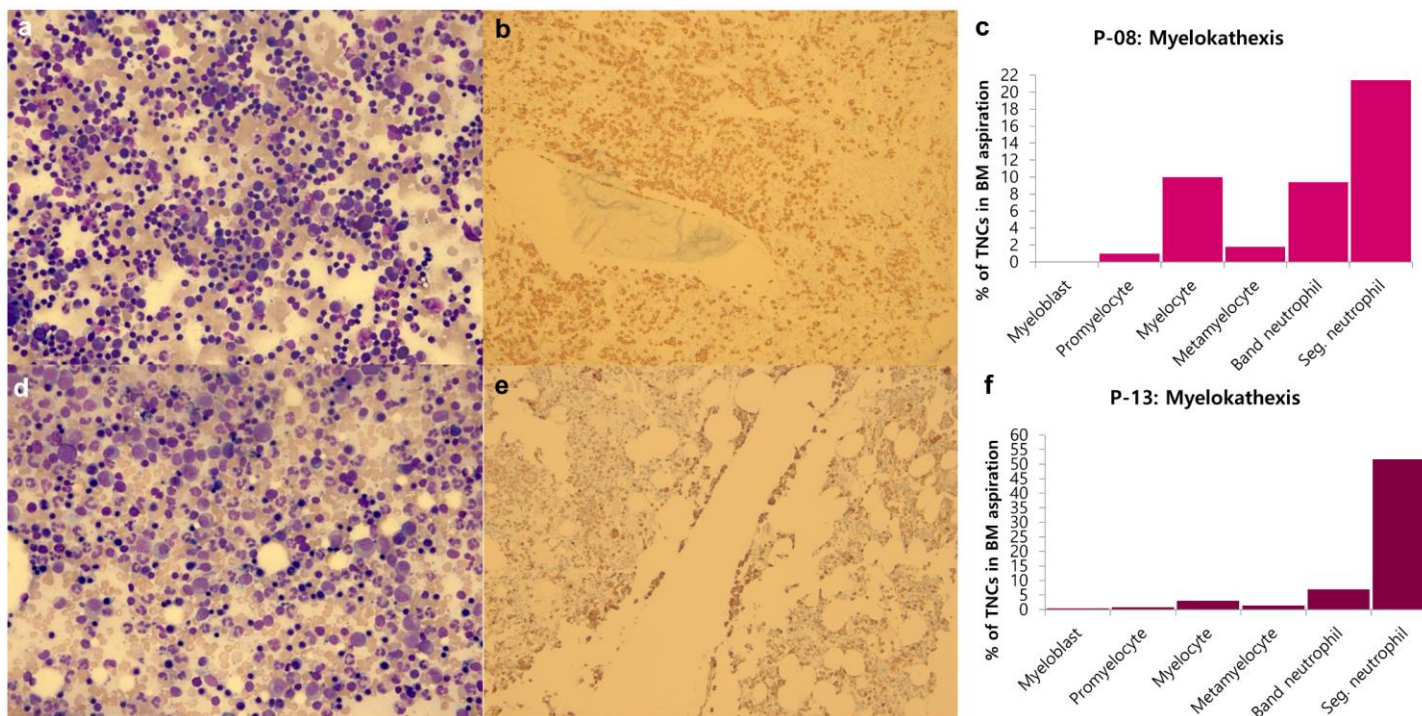 a
b
c
P-08: Myelokathexis
% of TNCs in BM aspiration
22
20
18
16
14
12
10
8
6
4
2
0
Myeloblast
Promyelocyte
Myelocyte
Metamyelocyte
Band neutrophil
Seg. neutrophil
d
e
f
P-13: Myelokathexis
% of TNCs in BM aspiration
60
55
50
45
40
35
30
25
20
15
10
5
0
Myeloblast
Promyelocyte
Myelocyte
Metamyelocyte
Band neutrophil
Seg. neutrophil